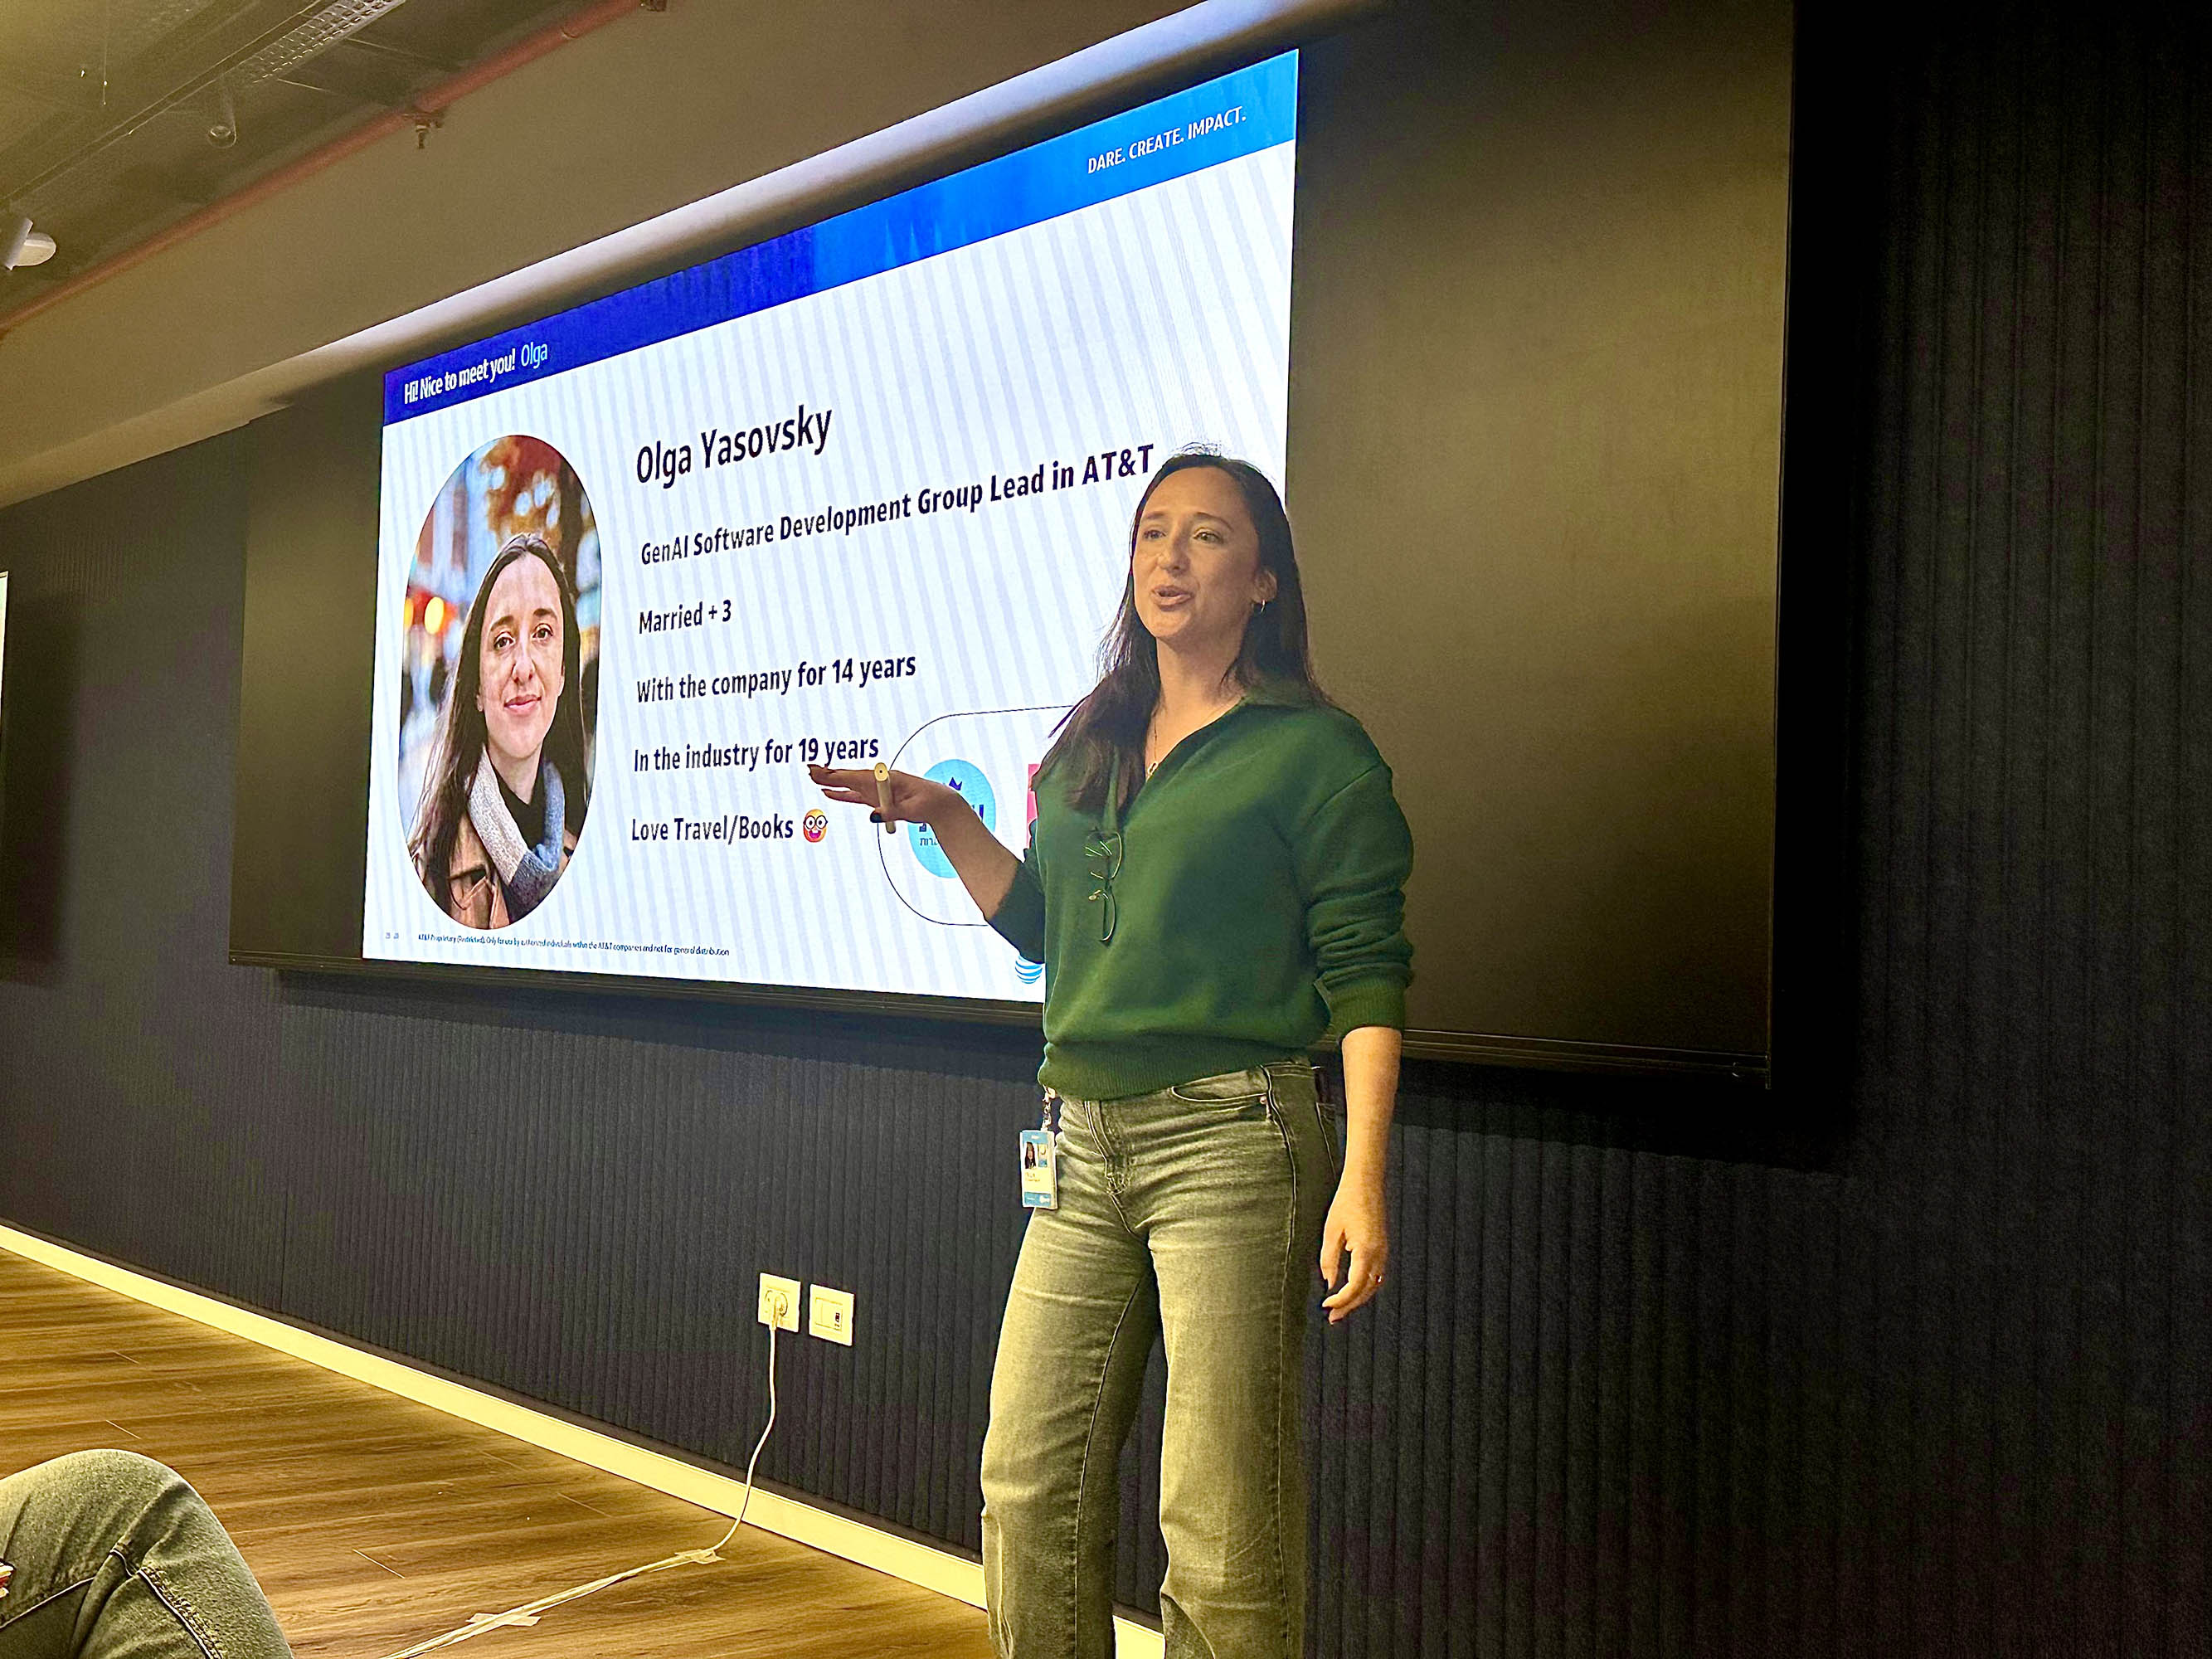 DARE. CREATE. IMPACT.
Hi! Nice to meet you! Olga
Olga Yasovsky
GenAI Software Development Group Lead in AT&T
Married + 3
With the company for 14 years
In the industry for 19 years
Love Travel/Books
AT&T Proprietary (Restricted): Only for use by authorized individuals within the AT&T companies and not for general distribution